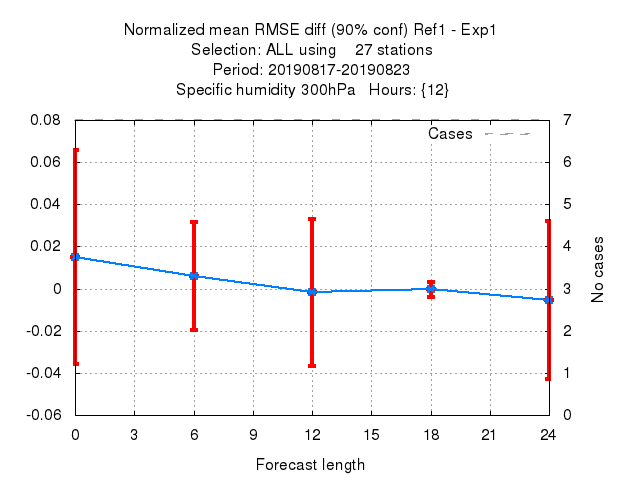 Normalized mean RMSE diff (90% conf) Ref1 - Exp1
Selection: ALL using 27 stations
Period: 20190817-20190823
Specific humidity 300hPa Hours: {12}
Cases
0.08
0.06
0.04
0.02
0
-0.02
-0.04
-0.06
7
6
5
4
3
2
1
0
No cases
0 3 6 9 12 15 18 21 24
Forecast length